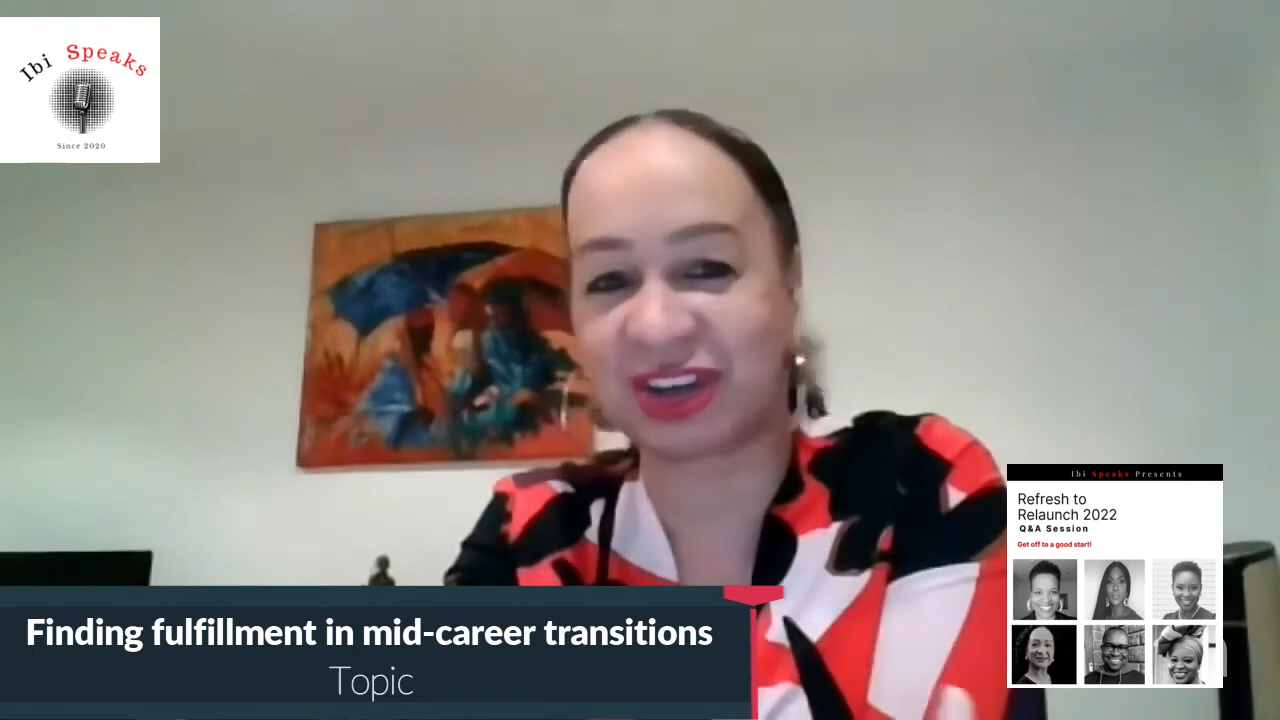 Ibi Speaks
Since 2020
Ibi Speaks Presents
Refresh to
Relaunch 2022
Q&A Session
Get off to a good start!
Finding fulfillment in mid-career transitions
Topic